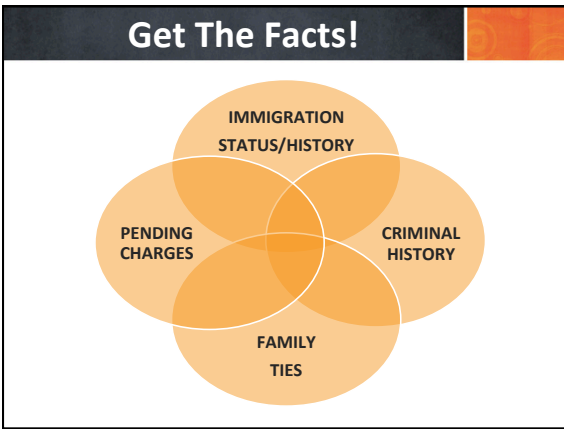 Get The Facts!
IMMIGRATION
STATUS/HISTORY
PENDING
CHARGES
CRIMINAL
HISTORY
FAMILY
TIES